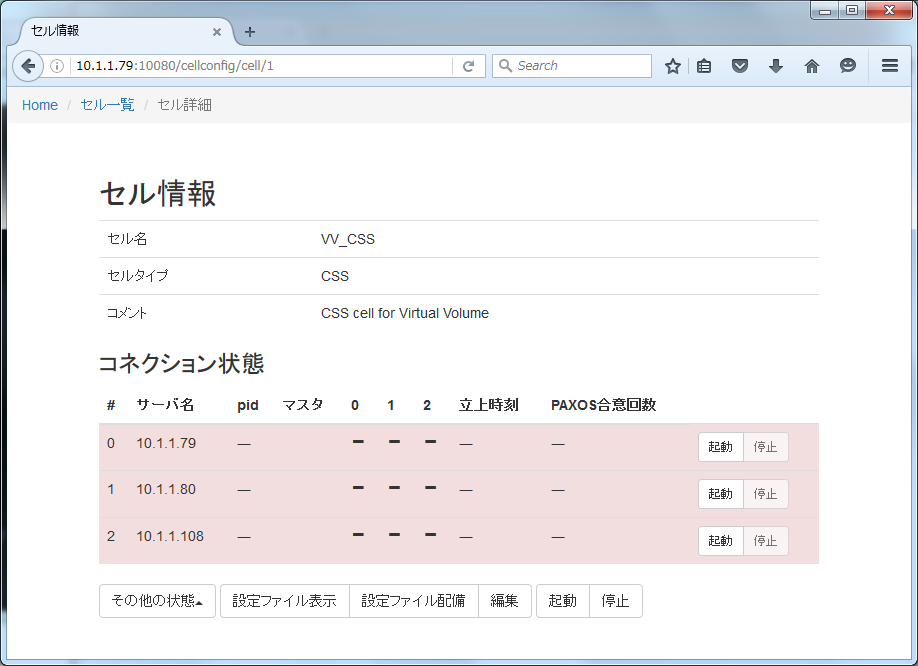 セル情報
10.1.1.79:10080/cellconfig/cell/1
Search
Home / セル一覧 / セル詳細
セル情報
セル名 VV_CSS
セルタイプ CSS
コメント CSS cell for Virtual Volume
コネクション状態
# サーバ名 pid マスタ 0 1 2 立上時刻 PAXOS合意回数
0 10.1.1.79 — − − − — — 起動 停止
1 10.1.1.80 — − − − — — 起動 停止
2 10.1.1.108 — − − − — — 起動 停止
その他の状態 設定ファイル表示 設定ファイル配備 編集 起動 停止